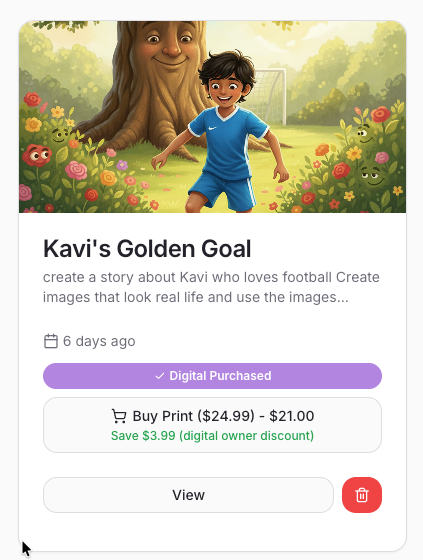 Kavi's Golden Goal
create a story about Kavi who loves football Create
images that look real life and use the images...
6 days ago
Digital Purchased
Buy Print ($24.99) - $21.00
Save $3.99 (digital owner discount)
View